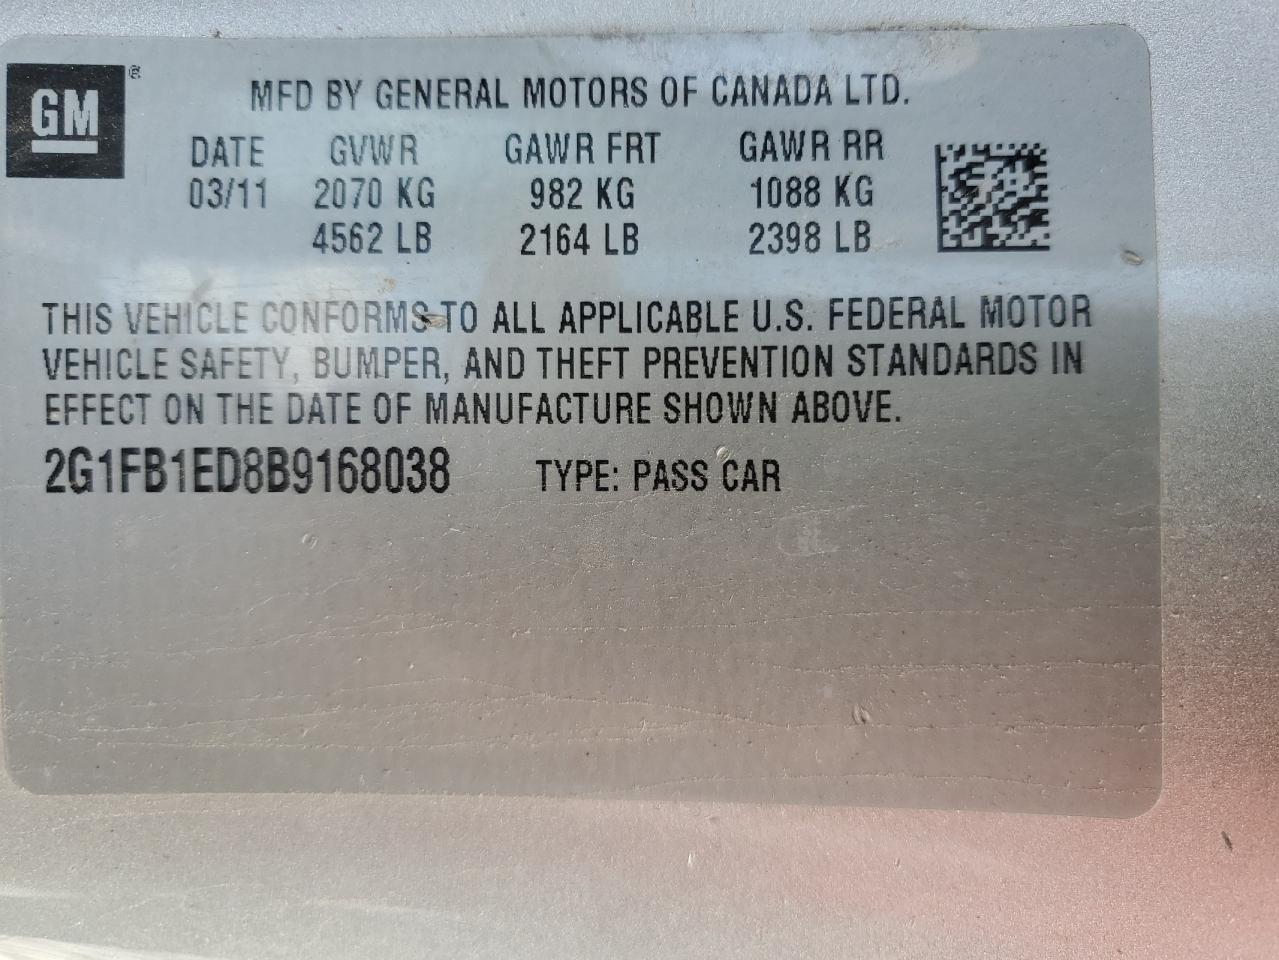 GM ®
MFD BY GENERAL MOTORS OF CANADA LTD.
DATE GVWR GAWR FRT GAWR RR
03/11 2070 KG 982 KG 1088 KG
4562 LB 2164 LB 2398 LB
THIS VEHICLE CONFORMS TO ALL APPLICABLE U.S. FEDERAL MOTOR
VEHICLE SAFETY, BUMPER, AND THEFT PREVENTION STANDARDS IN
EFFECT ON THE DATE OF MANUFACTURE SHOWN ABOVE.
2G1FB1ED8B9168038 TYPE: PASS CAR